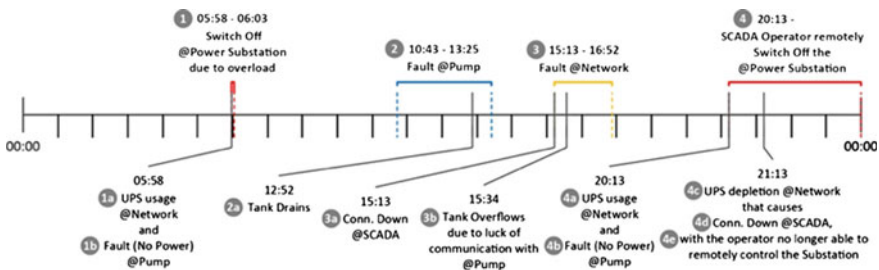 1 05:58 - 06:03
Switch Off
@Power Substation
due to overload
2 10:43 - 13:25
Fault @Pump
3 15:13 - 16:52
Fault @Network
4 20:13 -
SCADA Operator remotely
Switch Off the
@Power Substation
00:00
00:00
05:58
1a UPS usage
@Network
and
1b Fault (No Power)
@Pump
12:52
2a Tank Drains
15:13
3a Conn. Down
@SCADA
15:34
3b Tank Overflows
due to luck of
communication with
@Pump
20:13
4a UPS usage
@Network
and
4b Fault (No Power)
@Pump
21:13
4c UPS depletion @Network
that causes
4d Conn. Down @SCADA,
4e with the operator no longer able to
remotely control the Substation